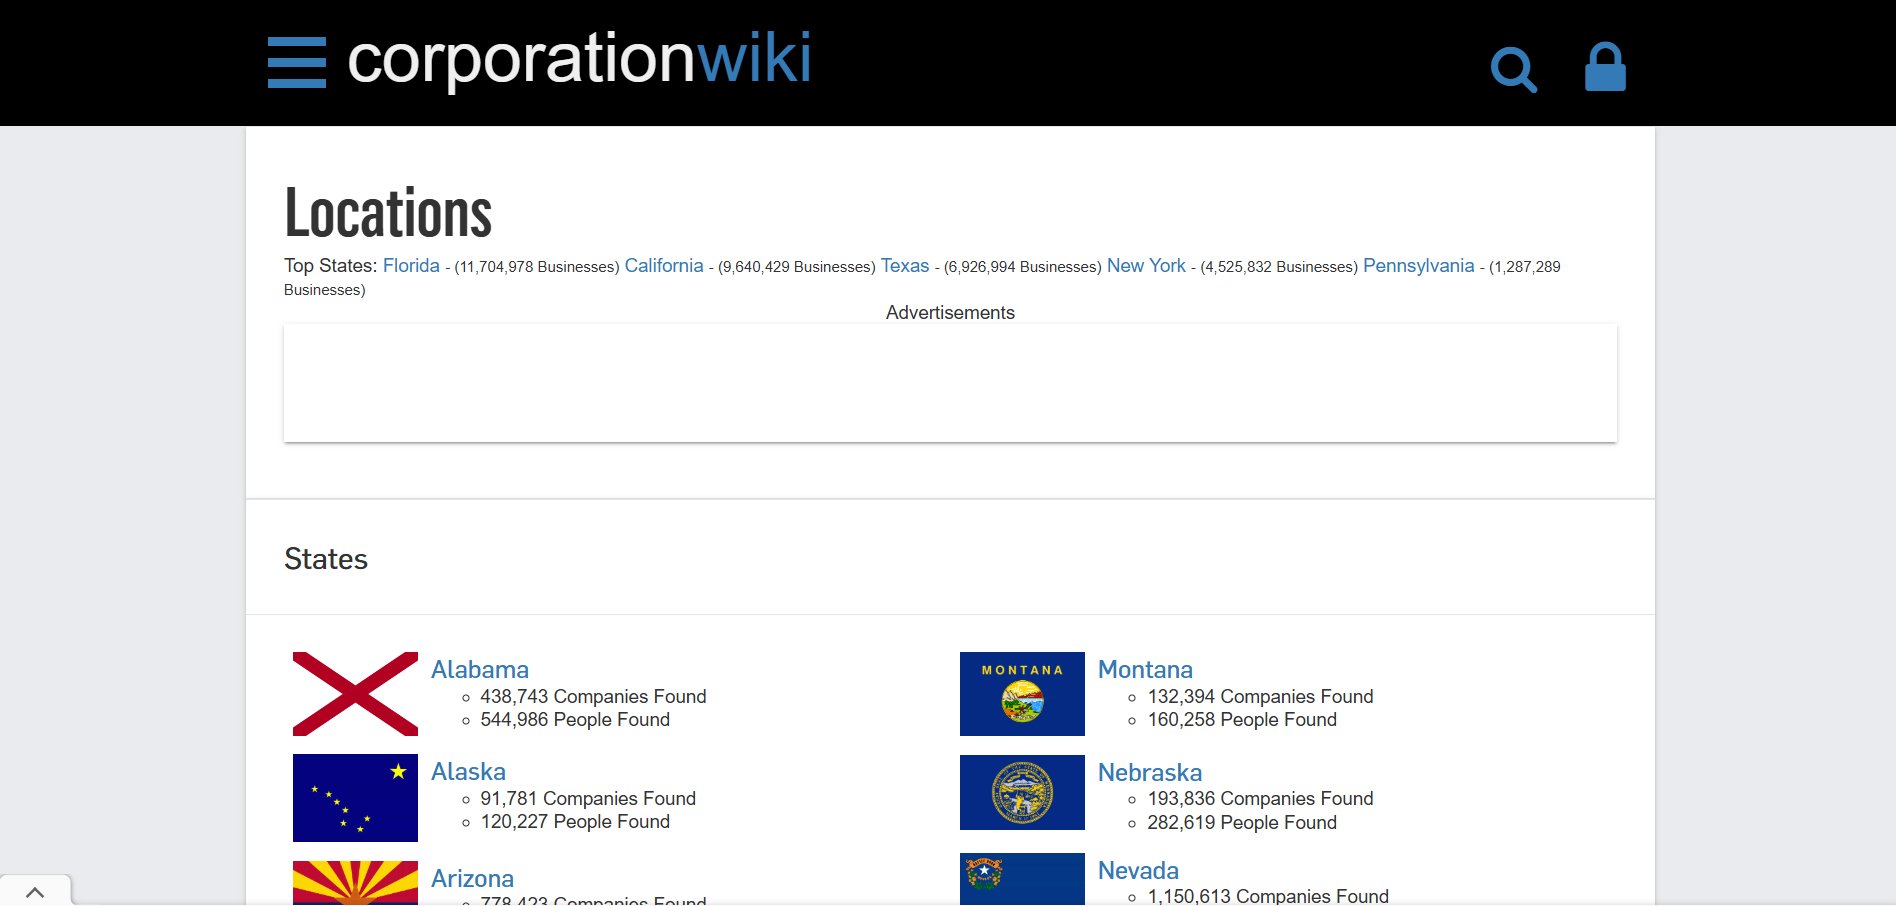 corporationwiki
Locations
Top States: Florida - (11,704,978 Businesses) California - (9,640,429 Businesses) Texas - (6,926,994 Businesses) New York - (4,525,832 Businesses) Pennsylvania - (1,287,289
Businesses)
Advertisements
States
Alabama
438,743 Companies Found
544,986 People Found
Alaska
91,781 Companies Found
120,227 People Found
Arizona
778,423 Companies Found
MONTANA
Montana
132,394 Companies Found
160,258 People Found
Nebraska
193,836 Companies Found
282,619 People Found
Nevada
1,150,613 Companies Found